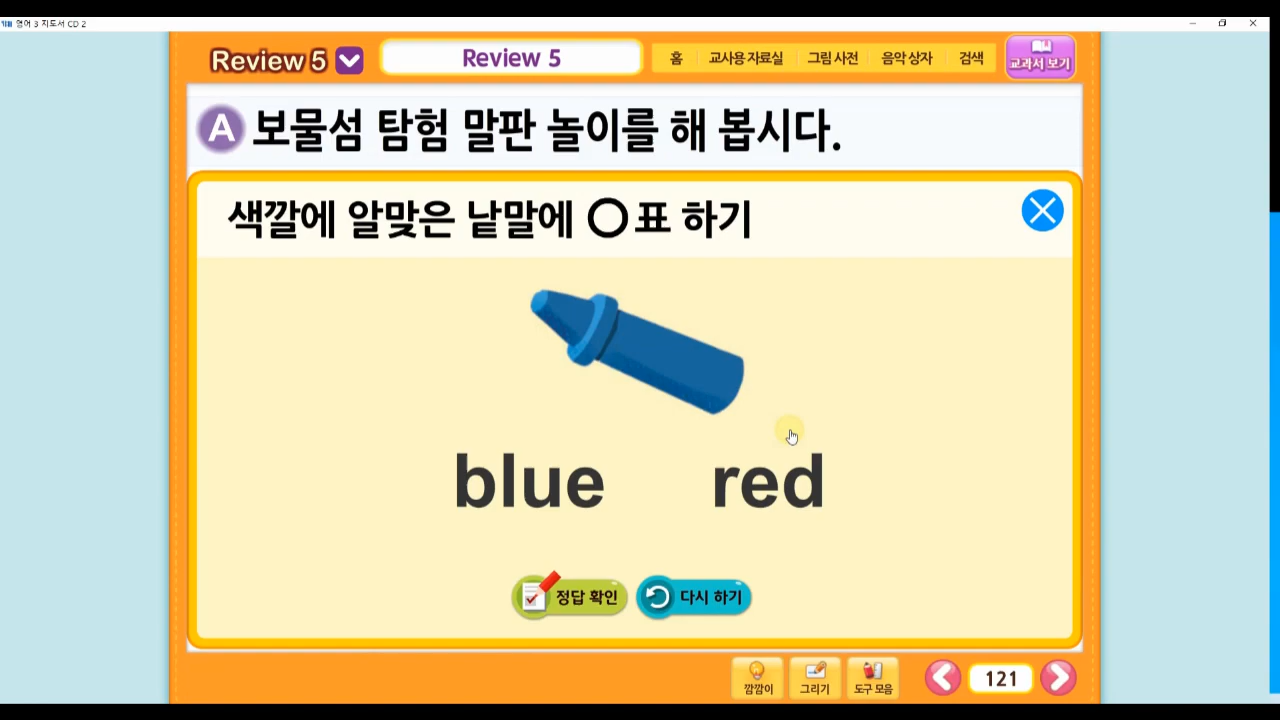 영어 3 지도서 CD 2
Review 5
Review 5
홈 교사용 자료실 그림 사전 음악 상자 검색
교과서 보기
A 보물섬 탐험 말판 놀이를 해 봅시다.
색깔에 알맞은 낱말에 ○표 하기
blue red
정답 확인 다시 하기
깜깜이 그리기 도구 모음
121